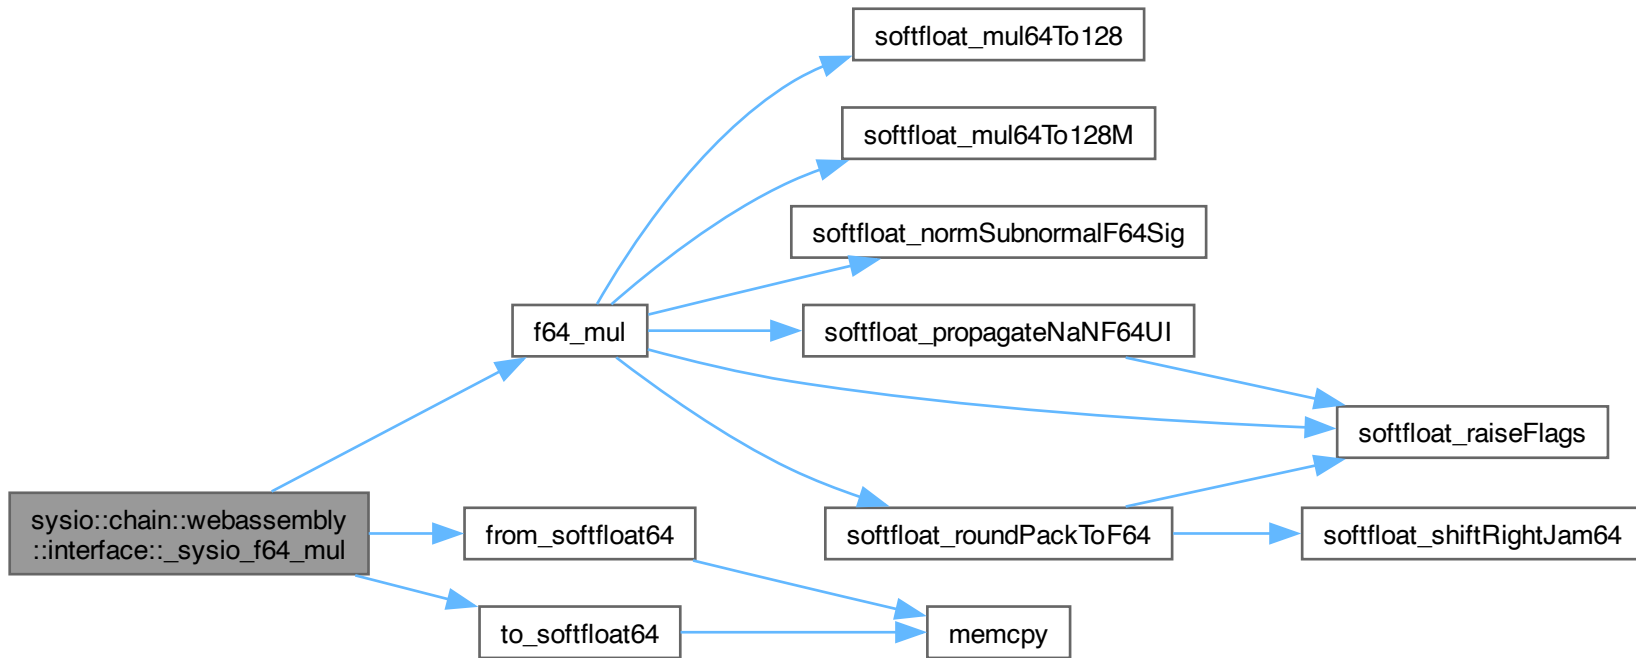 softfloat_mul64To128
softfloat_mul64To128M
softfloat_normSubnormalF64Sig
f64_mul
softfloat_propagateNaNF64UI
softfloat_raiseFlags
sysio::chain::webassembly
::interface::_sysio_f64_mul
from_softfloat64
softfloat_roundPackToF64
softfloat_shiftRightJam64
to_softfloat64
memcpy